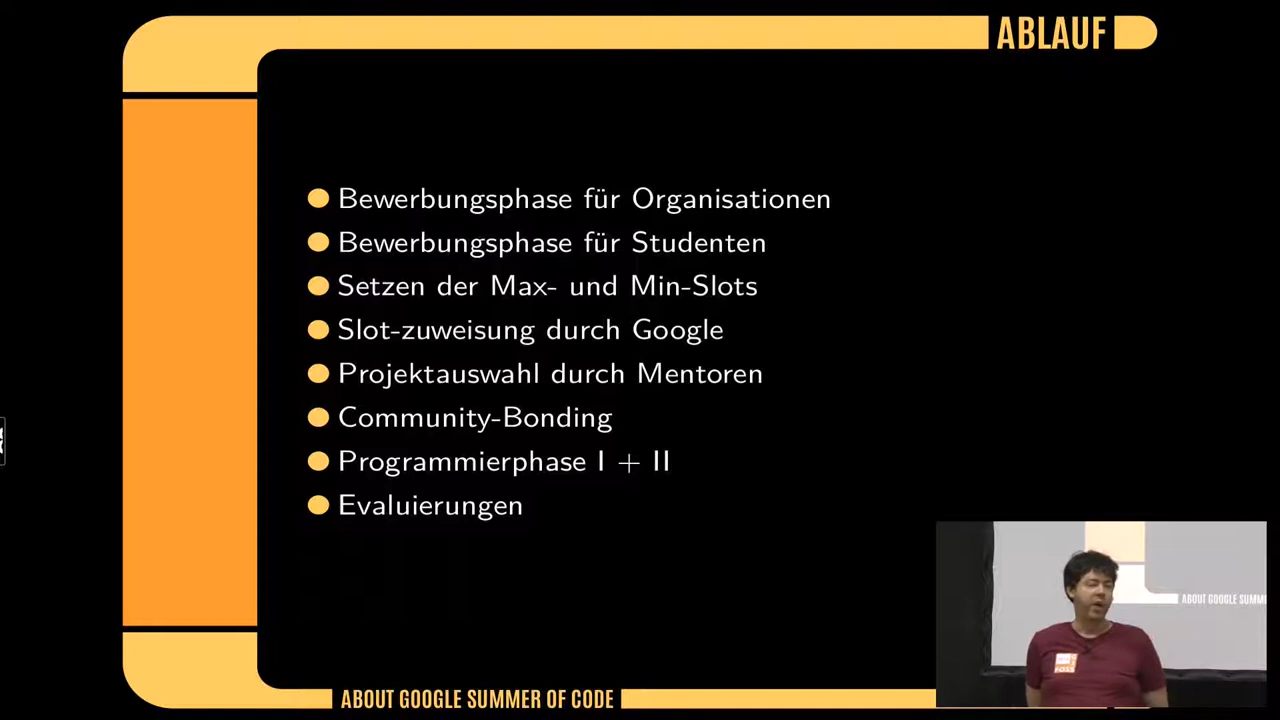 ABLAUF
Bewerbungsphase für Organisationen
Bewerbungsphase für Studenten
Setzen der Max- und Min-Slots
Slot-zuweisung durch Google
Projektauswahl durch Mentoren
Community-Bonding
Programmierphase I + II
Evaluierungen
ABOUT GOOGLE SUMMER OF CODE
ABOUT GOOGLE SUMM